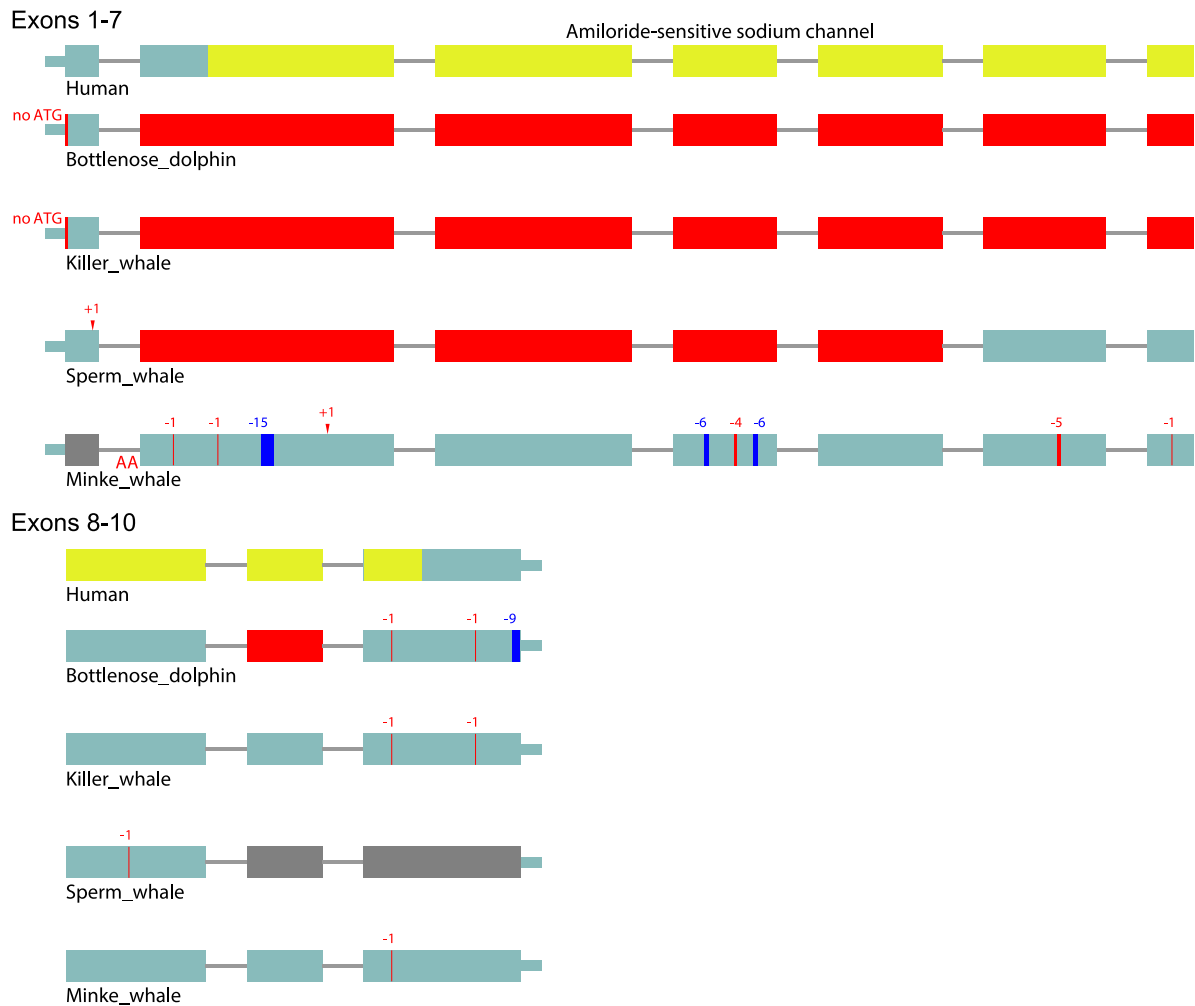 Exons 1-7
Amiloride-sensitive sodium channel
Human
no ATG
Bottlenose_dolphin
no ATG
Killer_whale
+1
Sperm_whale
-1 -1 -15 +1 -6 -4 -6 -5 -1
AA
Minke_whale
Exons 8-10
Human
-1 -1 -9
Bottlenose_dolphin
-1 -1
Killer_whale
-1
Sperm_whale
-1
Minke_whale